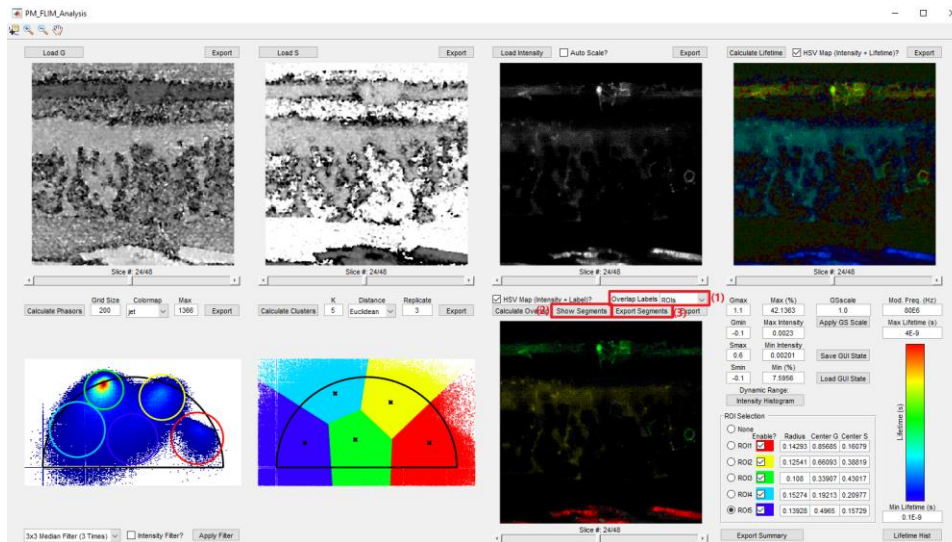 PM_FLIM_Analysis
Load G
Export
Load S
Export
Load Intensity
Auto Scale?
Export
Calculate Lifetime
HSV Map (Intensity + Lifetime)?
Export
Slice #: 24/48
Slice #: 24/48
Slice #: 24/48
Slice #: 24/48
Grid Size
Colormap
Max
Calculate Phasors
200
jet
1366
Export
K
Distance
Replicate
Calculate Clusters
5
Euclidean
3
Export
HSV Map (Intensity + Label)?
Overlap Labels
ROIs
(1)
Show Segments
Export Segments
Gmax
Max (%)
GSscale
Mod. Freq. (Hz)
1.1
42.1363
1.0
80E6
Gmin
Max Intensity
Apply GS Scale
Max Lifetime (s)
-0.1
0.0023
4E-9
Smax
Min Intensity
0.6
0.00201
Save GUI State
Smin
Min (%)
-0.1
7.5956
Load GUI State
Dynamic Range:
Intensity Histogram
Lifetime (s)
ROI Selection
None
Enable?
Radius
Center G
Center S
ROI1
0.14293
0.85685
0.16079
ROI2
0.12541
0.66093
0.38819
ROI3
0.108
0.33907
0.43017
ROI4
0.15274
0.19213
0.20977
ROI5
0.13928
0.4965
0.15729
Min Lifetime (s)
0.1E-9
3x3 Median Filter (3 Times)
Intensity Filter?
Apply Filter
Slice #: 24/48
Export Summary
Lifetime Hist